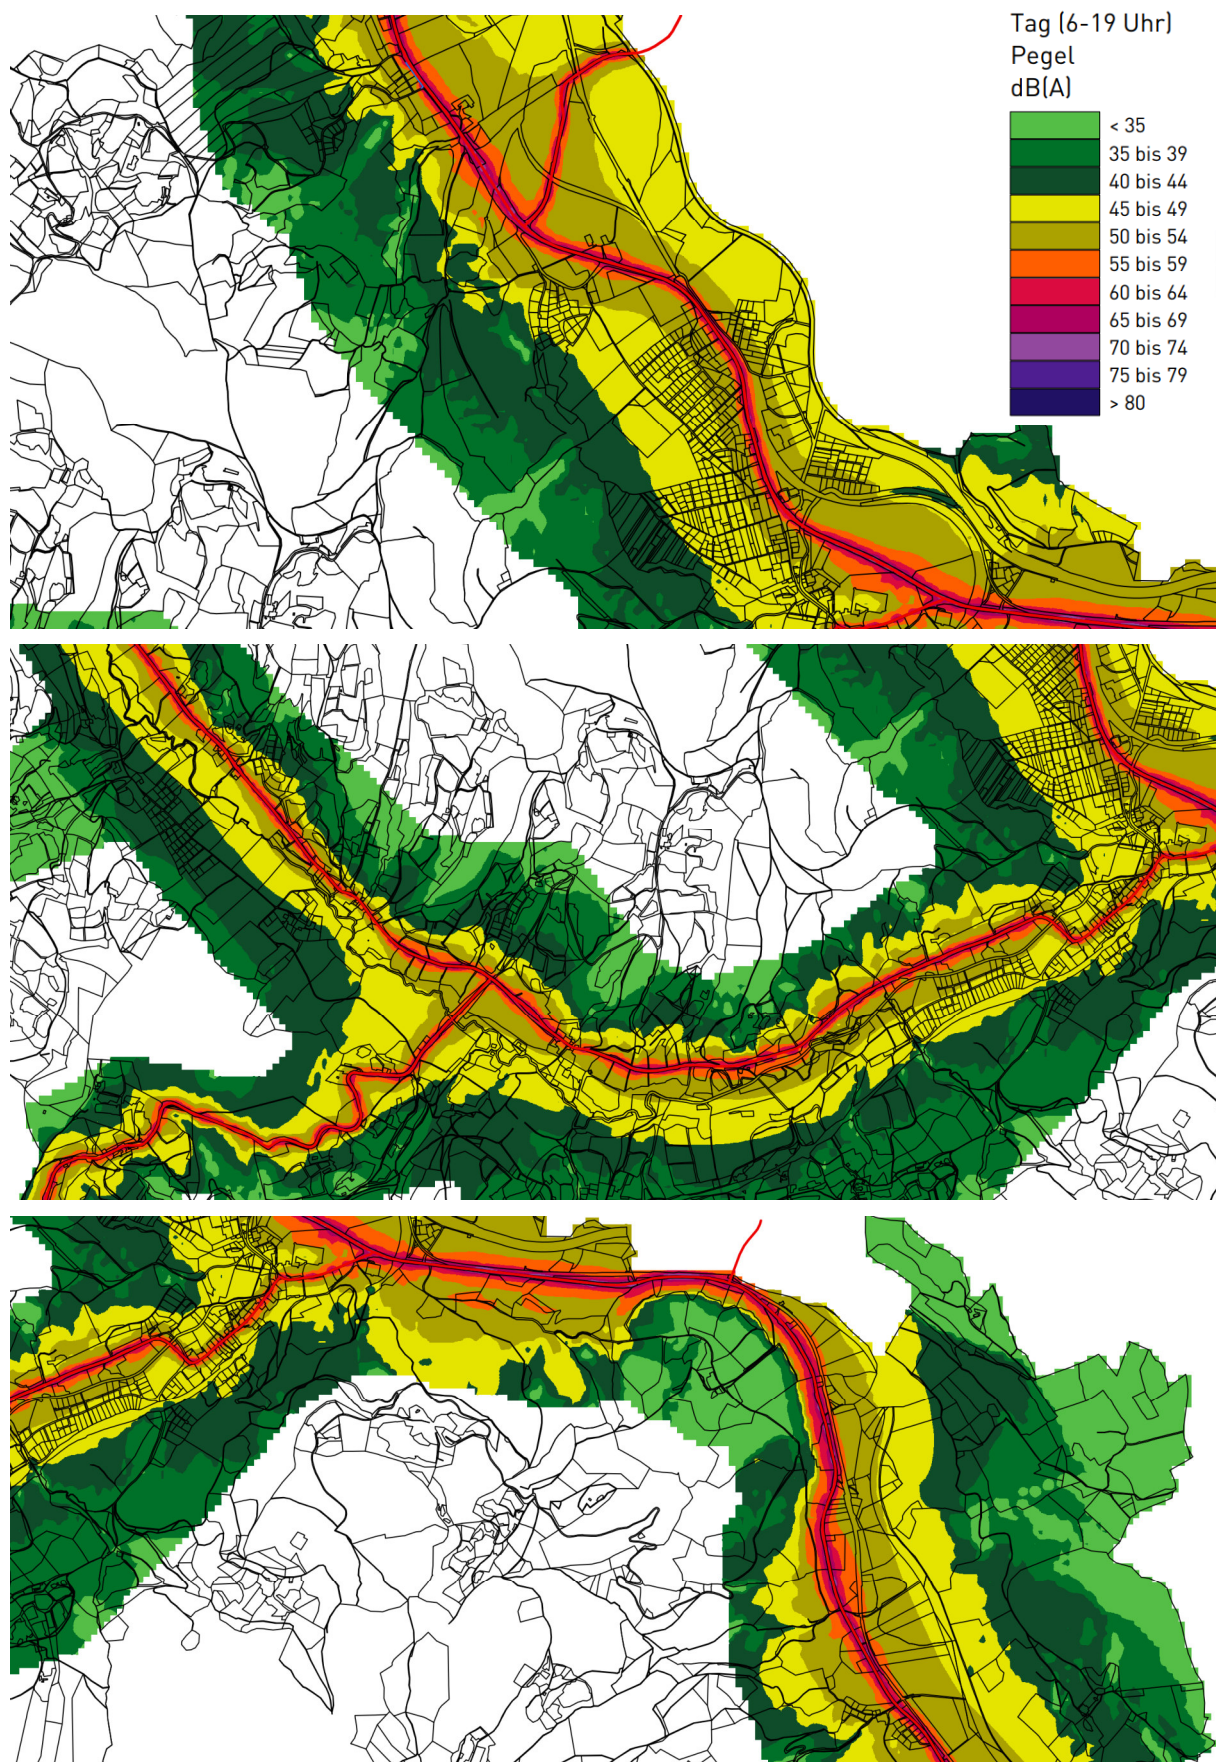 Tag (6-19 Uhr)
Pegel
dB(A)
< 35
35 bis 39
40 bis 44
45 bis 49
50 bis 54
55 bis 59
60 bis 64
65 bis 69
70 bis 74
75 bis 79
> 80